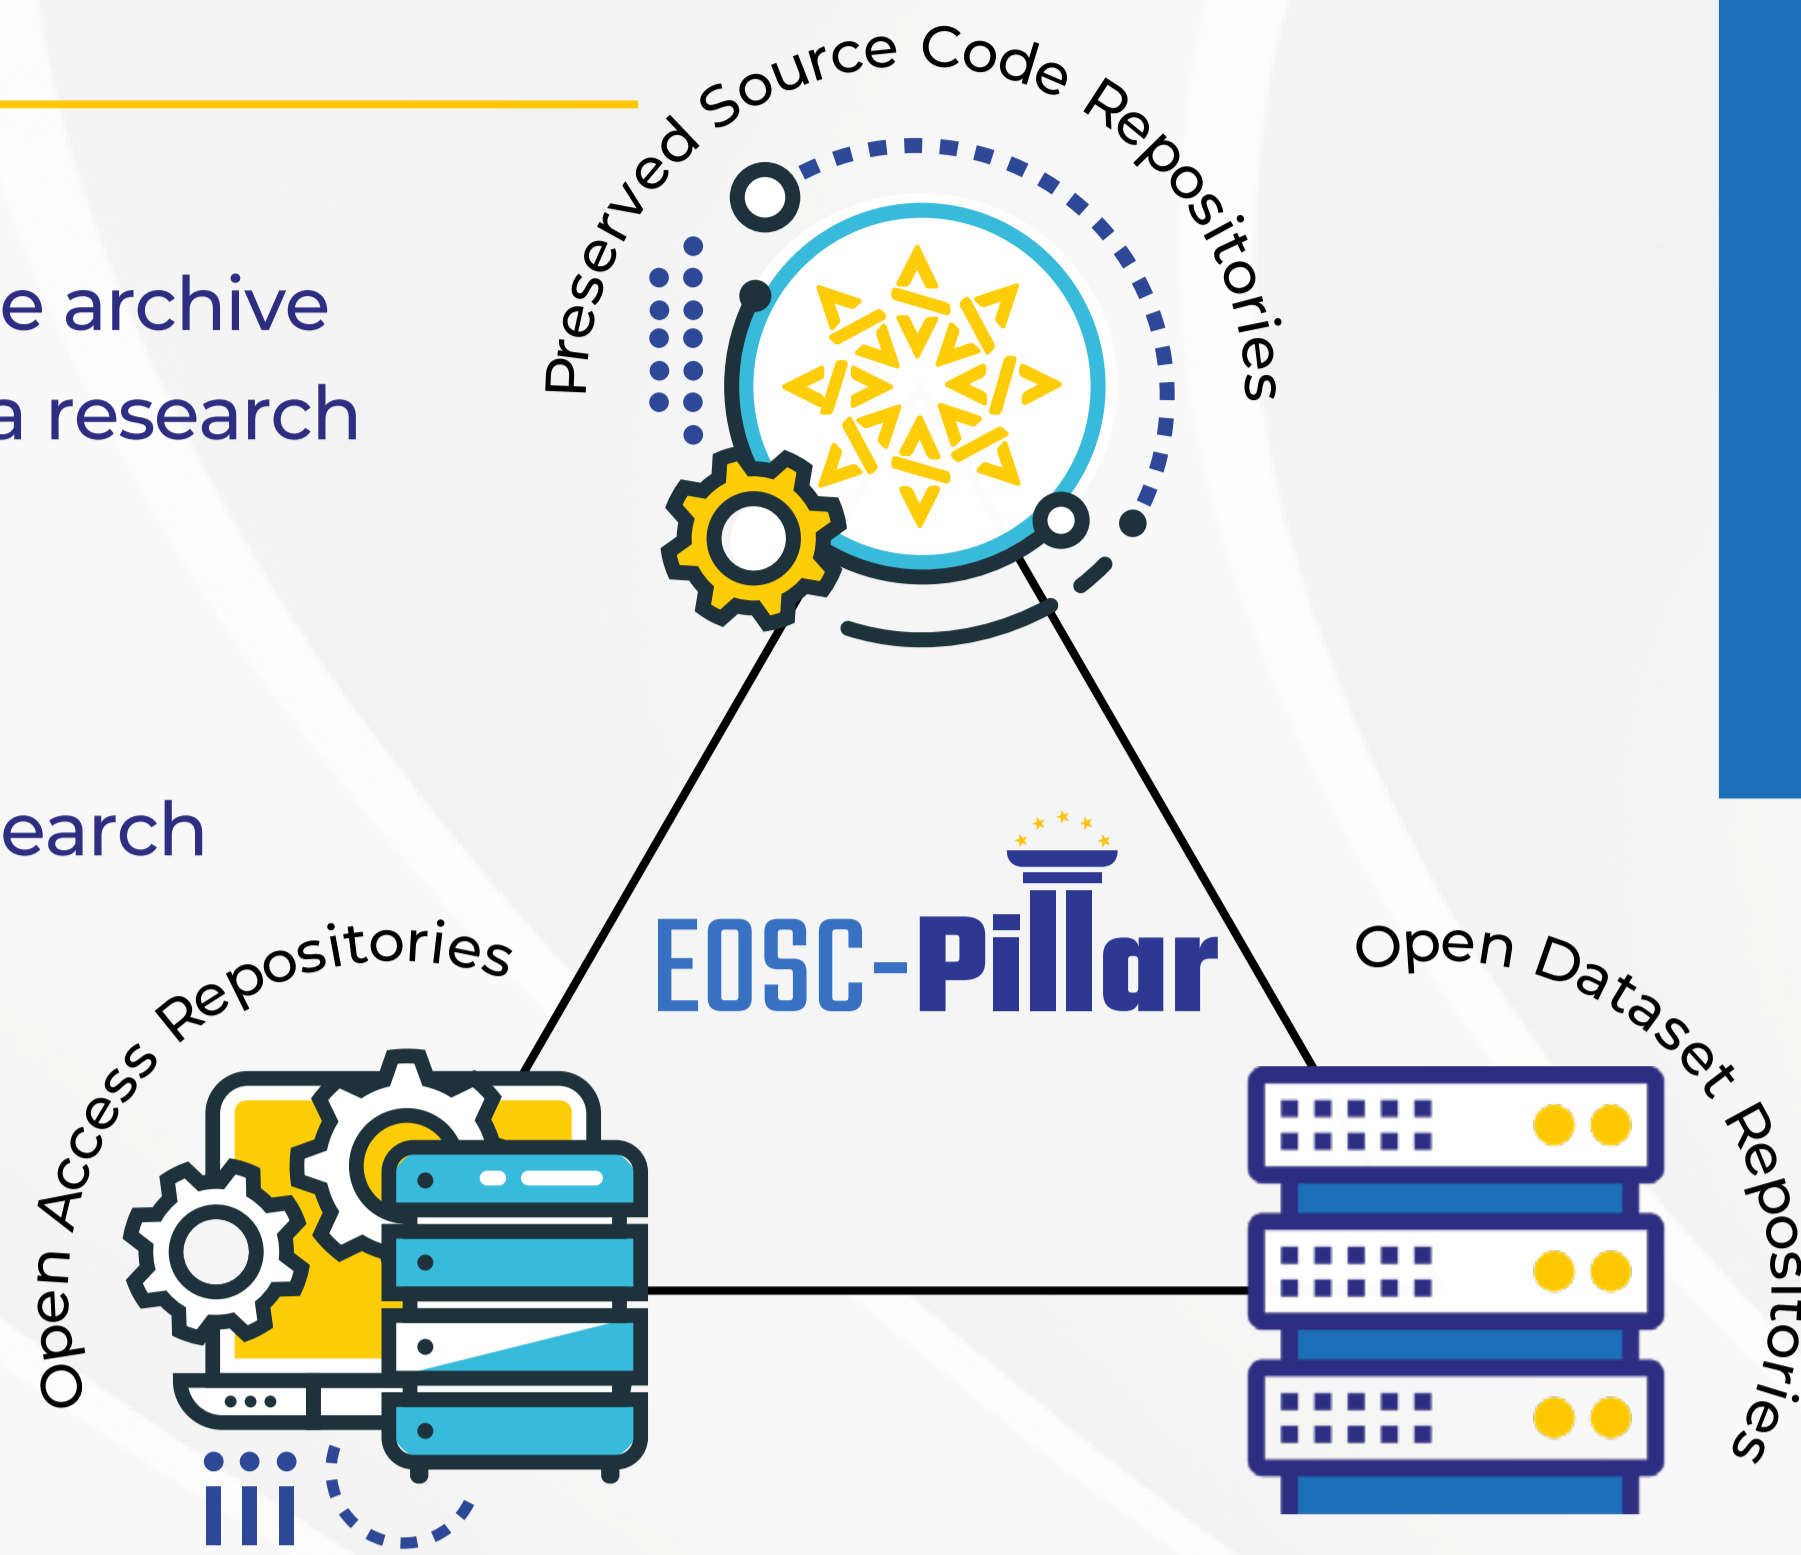 Preserved Source Code Repositories
e archive
a research
earch
EOSC-Pillar
Open Access Repositories
Open Dataset Repositories